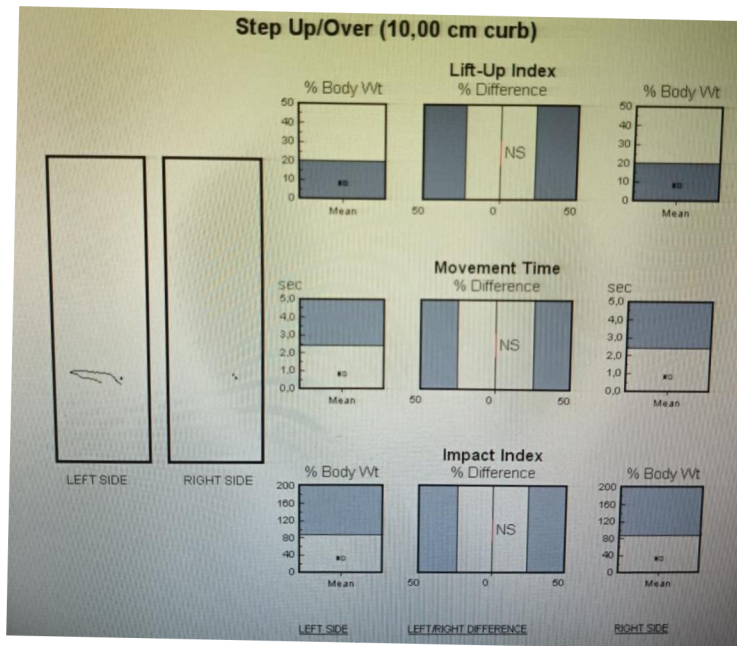 Step Up/Over (10,00 cm curb)
Lift-Up Index
% Body Wt
% Difference
% Body Wt
50
40
30
20
10
0
Mean
NS
50
0
50
50
40
30
20
10
0
Mean
Movement Time
sec
% Difference
sec
5,0
4,0
3,0
2,0
1,0
0,0
Mean
NS
50
0
50
5,0
4,0
3,0
2,0
1,0
0,0
Mean
Impact Index
% Body Wt
% Difference
% Body Wt
200
160
120
80
40
0
Mean
NS
50
0
50
200
160
120
80
40
0
Mean
LEFT SIDE
RIGHT SIDE
LEFT SIDE
LEFT/RIGHT DIFFERENCE
RIGHT SIDE